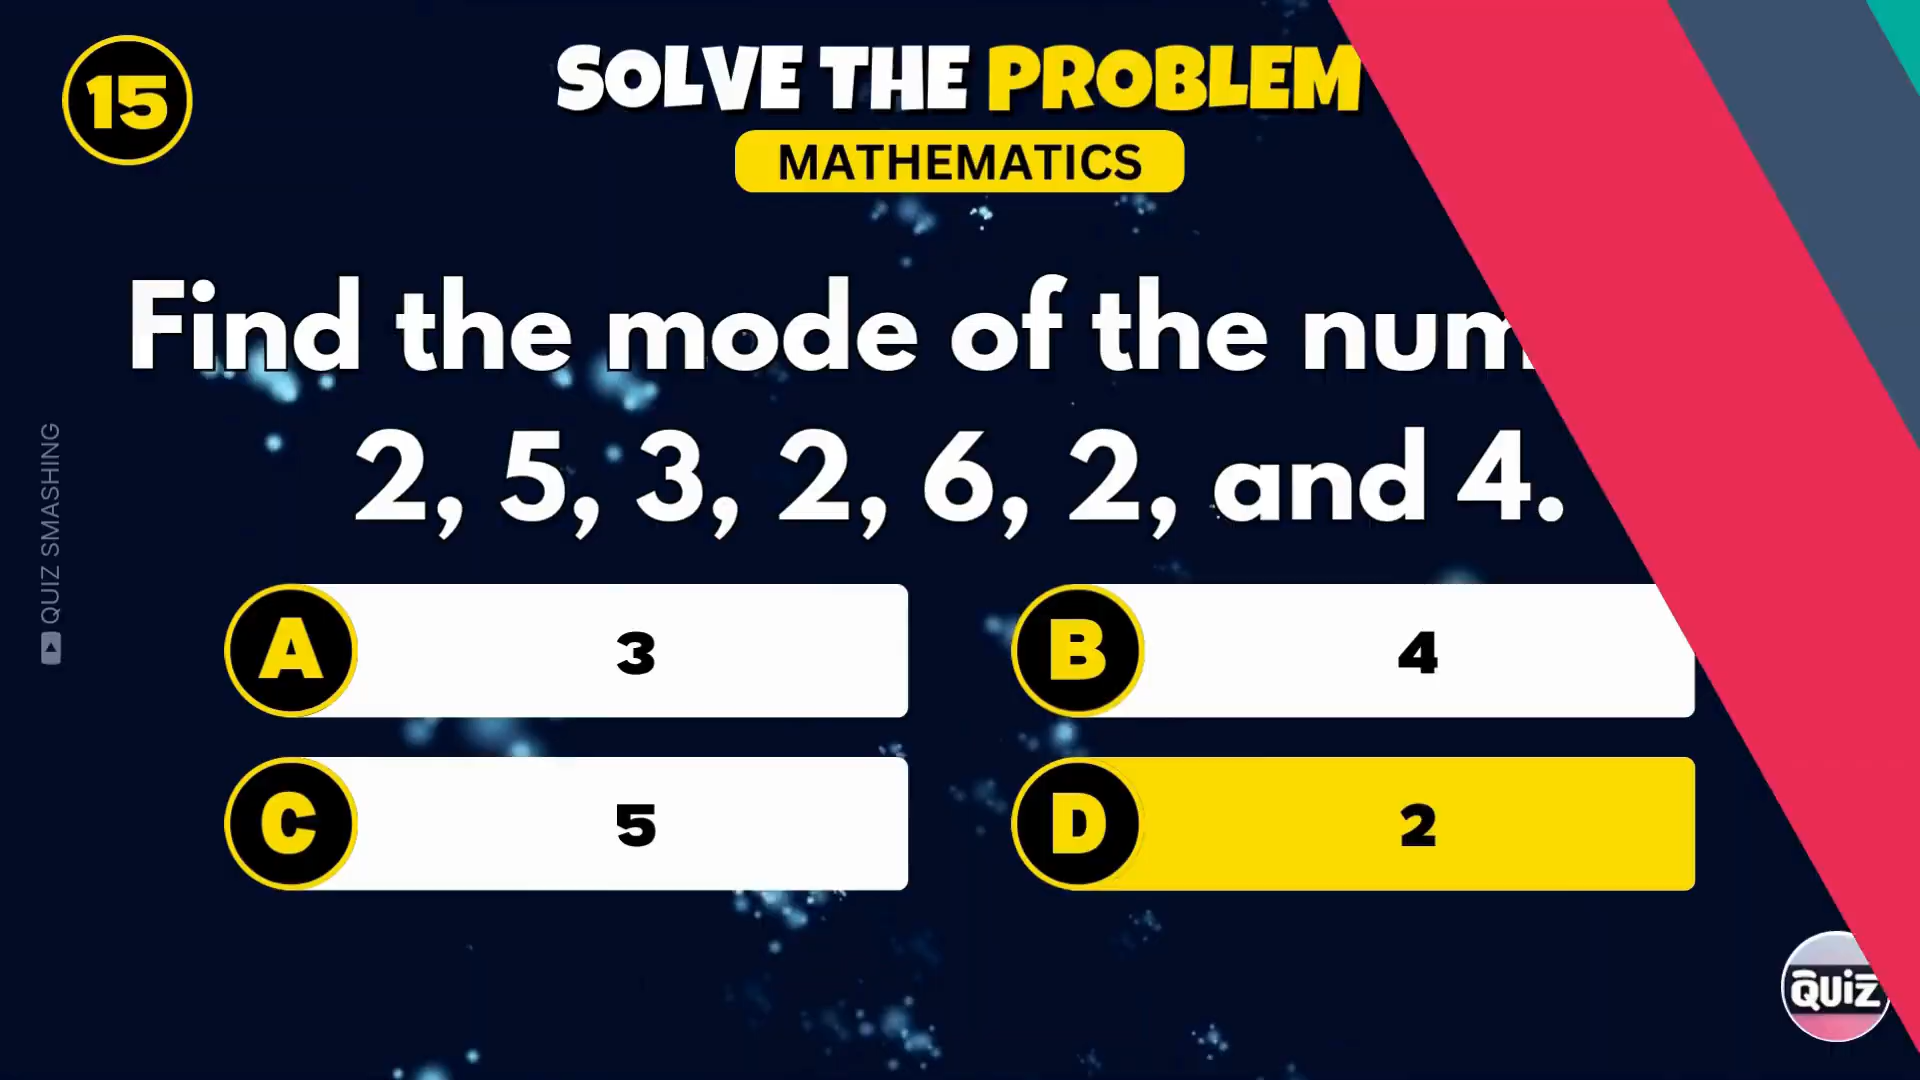 15
SOLVE THE PROBLEM
MATHEMATICS
Find the mode of the
2, 5, 3, 2, 6, 2, and 4.
A 3
B 4
C 5
D 2
QUIZ SMASHING
QUIZ